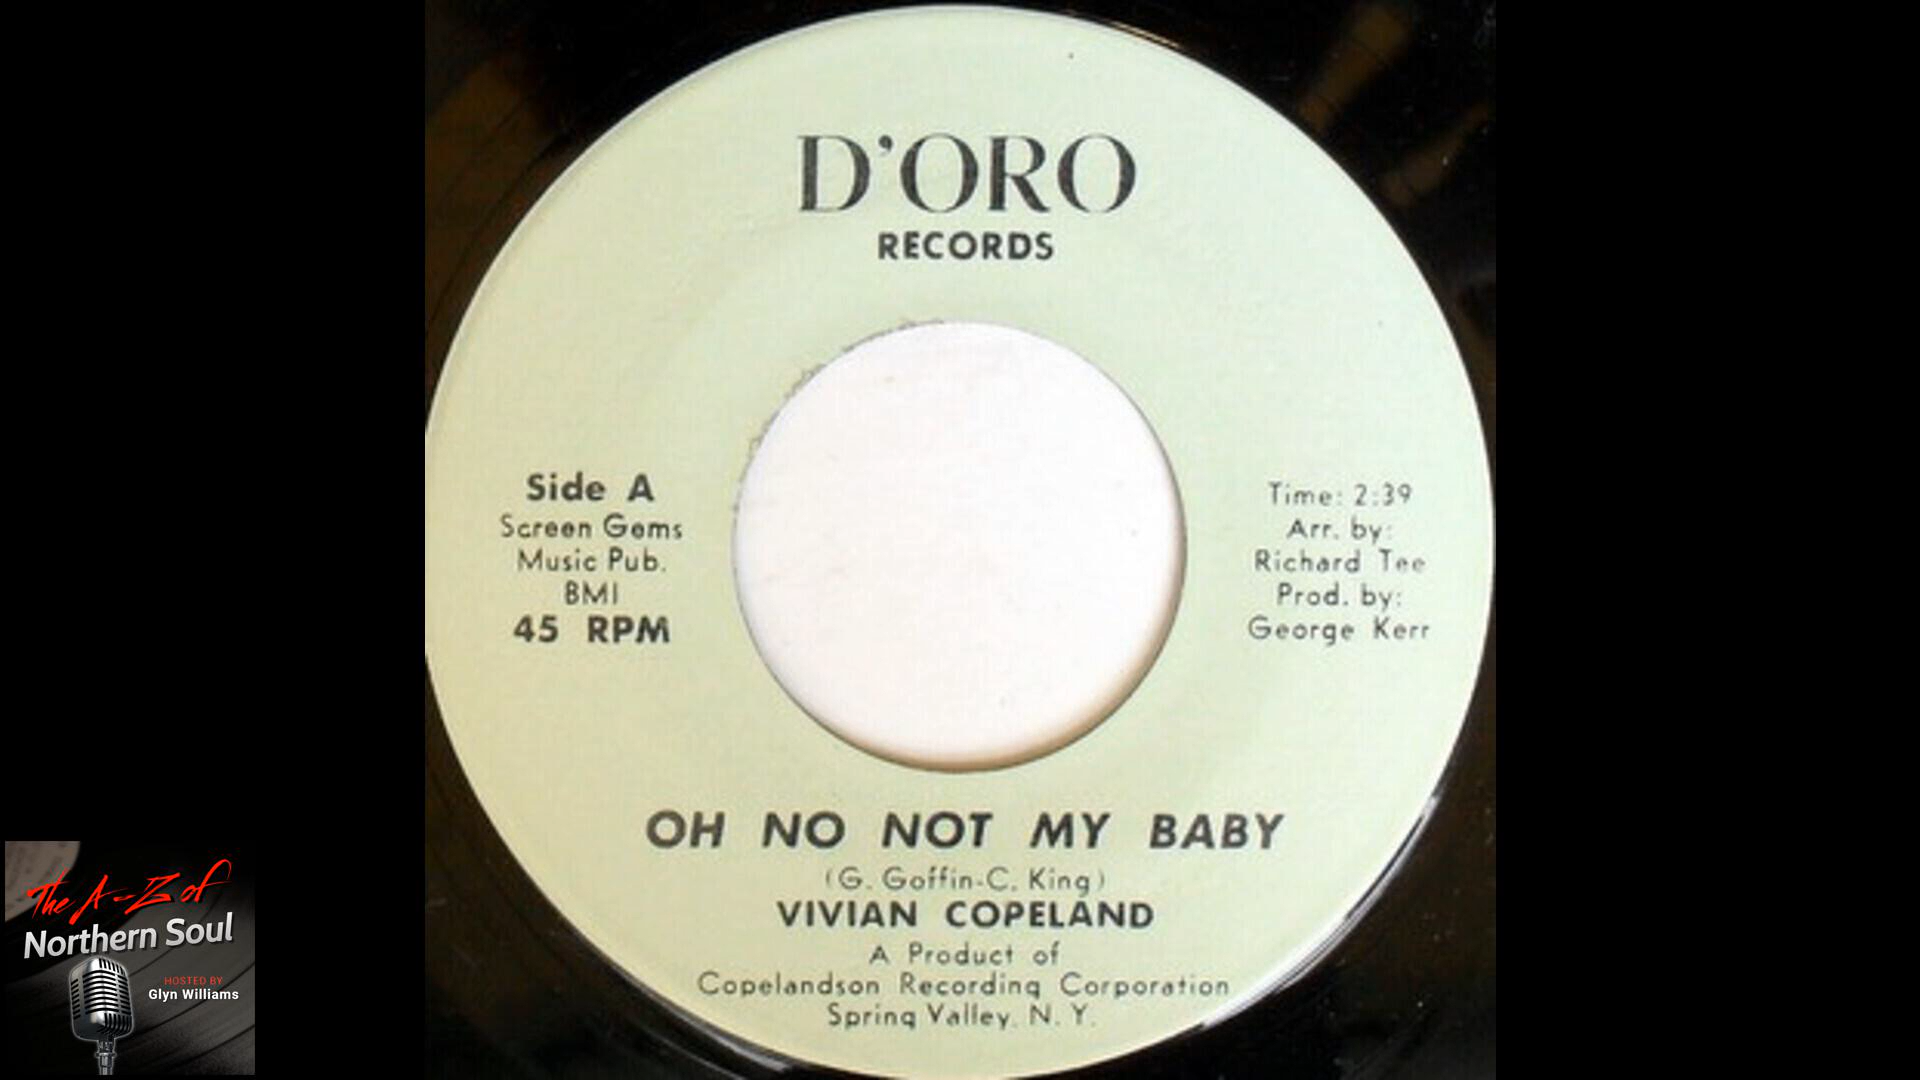 D'ORO
RECORDS
Side A
Screen Gems
Music Pub.
BMI
45 RPM
Time: 2:39
Arr. by:
Richard Tee
Prod. by:
George Kerr
OH NO NOT MY BABY
(G. Goffin-C. King)
VIVIAN COPELAND
A Product of
Copelandson Recording Corporation
Spring Valley, N. Y.
The A-Z of
Northern Soul
HOSTED BY
Glyn Williams